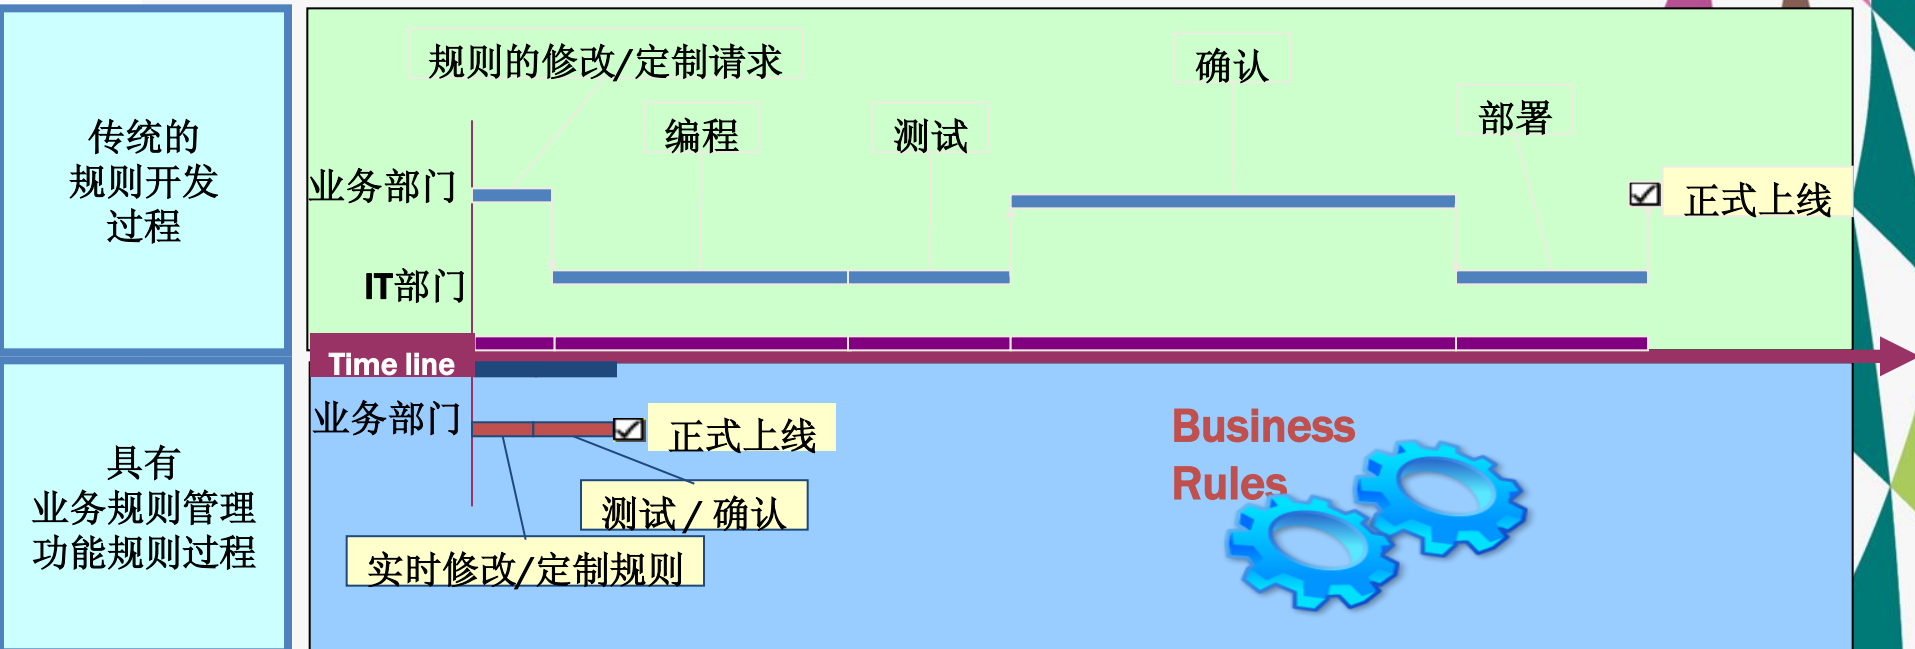 传统的
规则开发
过程
规则的修改/定制请求
确认
编程
测试
部署
业务部门
正式上线
IT部门
Time line
具有
业务规则管理
功能规则过程
业务部门
正式上线
测试 / 确认
实时修改/定制规则
Business
Rules